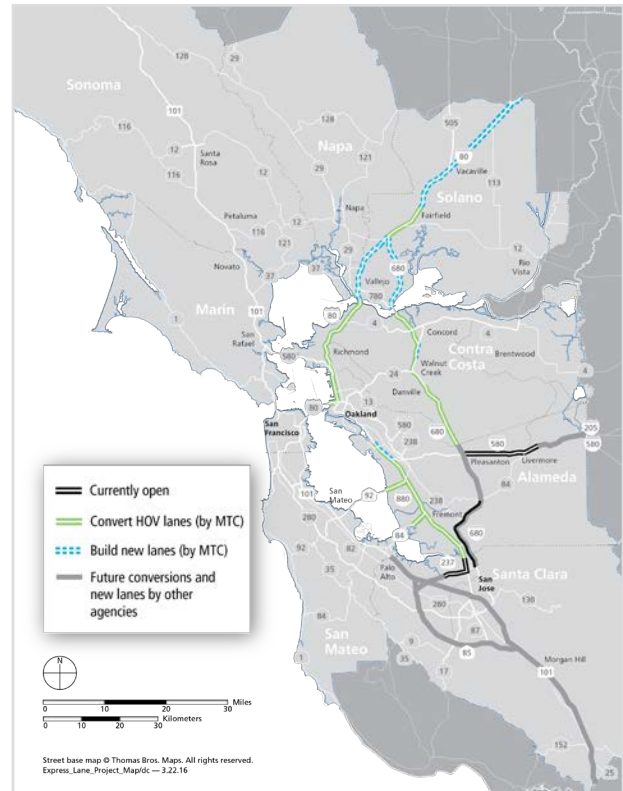 128
29
Sonoma
101
505
128
Napa
116
80
121
12
Santa
Rosa
Vacaville
29
113
116
12
Solano
Napa
Fairfield
Petaluma
12
116
121
29
12
680
Rio
Vista
Novato
37
37
Vallejo
780
Marin
101
80
1
4
Concord
4
San
Rafael
Richmond
Contra
Costa
580
Walnut
Creek
Brentwood
24
4
Danville
13
80
Oakland
San
Francisco
580
680
205
238
580
580
Pleasanton
Livermore
Alameda
84
101
San
Mateo
92
880
238
280
Fremont
680
84
92
82
237
35
Palo
Alto
San
Jose
Santa Clara
280
130
84
87
San
Mateo
9
85
Morgan Hill
1
35
101
17
152
25
Currently open
Convert HOV lanes (by MTC)
Build new lanes (by MTC)
Future conversions and
new lanes by other
agencies
N
0 10 20 30 Miles
0 10 20 30 Kilometers
Street base map © Thomas Bros. Maps. All rights reserved.
Express_Lane_Project_Map/dc — 3.22.16